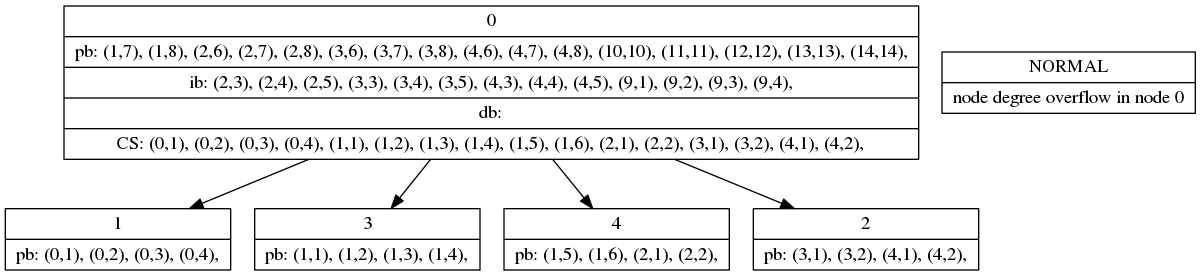 0
pb: (1,7), (1,8), (2,6), (2,7), (2,8), (3,6), (3,7), (3,8), (4,6), (4,7), (4,8), (10,10), (11,11), (12,12), (13,13), (14,14),
ib: (2,3), (2,4), (2,5), (3,3), (3,4), (3,5), (4,3), (4,4), (4,5), (9,1), (9,2), (9,3), (9,4),
db:
CS: (0,1), (0,2), (0,3), (0,4), (1,1), (1,2), (1,3), (1,4), (1,5), (1,6), (2,1), (2,2), (3,1), (3,2), (4,1), (4,2),
NORMAL
node degree overflow in node 0
1
pb: (0,1), (0,2), (0,3), (0,4),
3
pb: (1,1), (1,2), (1,3), (1,4),
4
pb: (1,5), (1,6), (2,1), (2,2),
2
pb: (3,1), (3,2), (4,1), (4,2),